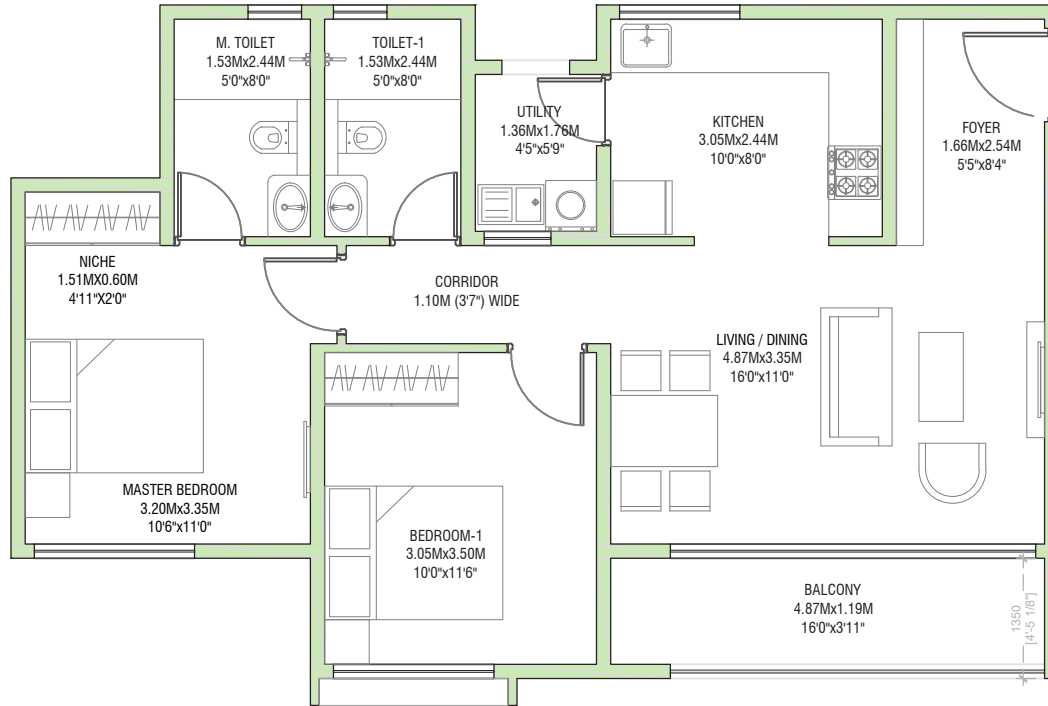 M. TOILET
1.53Mx2.44M
5'0"x8'0"
TOILET-1
1.53Mx2.44M
5'0"x8'0"
UTILITY
1.36Mx1.76M
4'5"x5'9"
KITCHEN
3.05Mx2.44M
10'0"x8'0"
FOYER
1.66Mx2.54M
5'5"x8'4"
NICHE
1.51MX0.60M
4'11"X2'0"
CORRIDOR
1.10M (3'7") WIDE
LIVING / DINING
4.87Mx3.35M
16'0"x11'0"
MASTER BEDROOM
3.20Mx3.35M
10'6"x11'0"
BEDROOM-1
3.05Mx3.50M
10'0"x11'6"
BALCONY
4.87Mx1.19M
16'0"x3'11"
1350
[4'-5 1/8"]